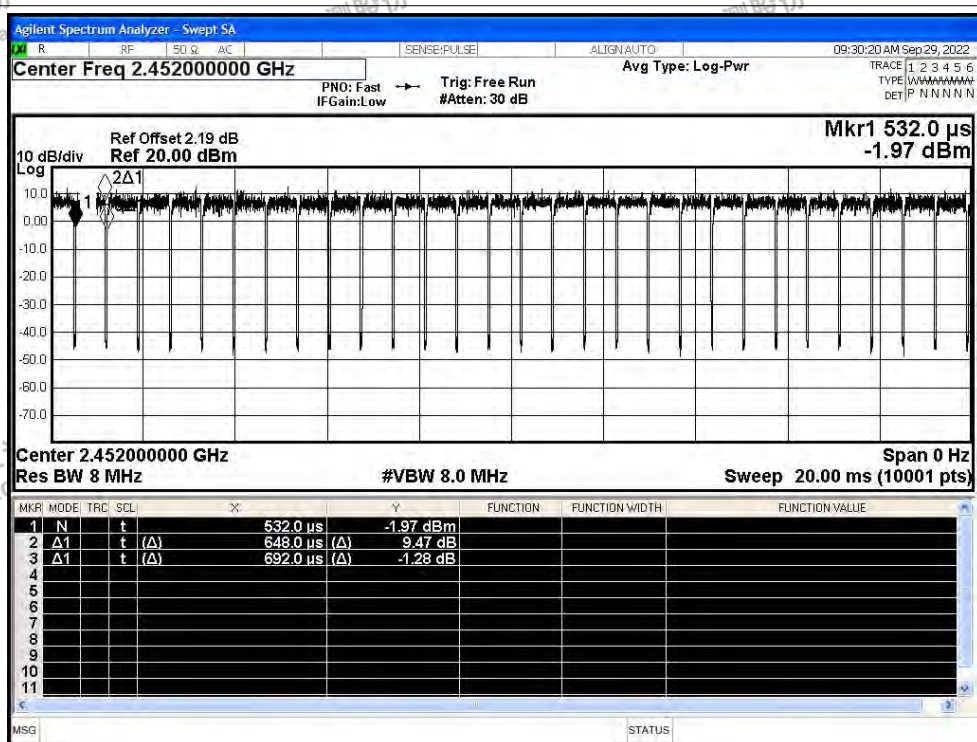 Agilent Spectrum Analyzer - Swept SA
R RF 50 Ω AC SENSE:PULSE ALIGN AUTO 09:30:20 AM Sep 29, 2022
Center Freq 2.452000000 GHz
PNO: Fast
IFGain:Low
Trig: Free Run
#Atten: 30 dB
Avg Type: Log-Pwr
TRACE 1 2 3 4 5 6
TYPE
DET P N N N N N
Mkr1 532.0 µs
-1.97 dBm
Ref Offset 2.19 dB
10 dB/div Ref 20.00 dBm
Log
2Δ1
10.0
1
0.00
-10.0
-20.0
-30.0
-40.0
-50.0
-60.0
-70.0
Center 2.452000000 GHz Span 0 Hz
Res BW 8 MHz #VBW 8.0 MHz Sweep 20.00 ms (10001 pts)
MKR MODE TRC SCL X Y FUNCTION FUNCTION WIDTH FUNCTION VALUE
1 N t 532.0 µs -1.97 dBm
2 Δ1 t (Δ) 648.0 µs (Δ) 9.47 dB
3 Δ1 t (Δ) 692.0 µs (Δ) -1.28 dB
4
5
6
7
8
9
10
11
MSG STATUS